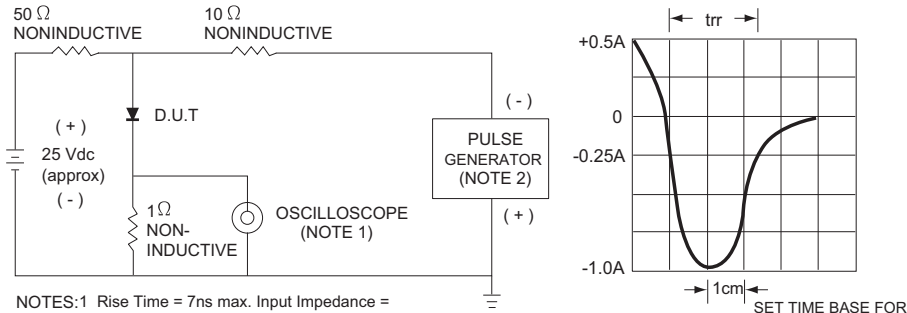 50 Ω
NONINDUCTIVE
10 Ω
NONINDUCTIVE
( + )
25 Vdc
(approx)
( - )
D.U.T
1Ω
NON-
INDUCTIVE
OSCILLOSCOPE
(NOTE 1)
( - )
PULSE
GENERATOR
(NOTE 2)
( + )
NOTES:1 Rise Time = 7ns max. Input Impedance =
trr
+0.5A
0
-0.25A
-1.0A
1cm
SET TIME BASE FOR